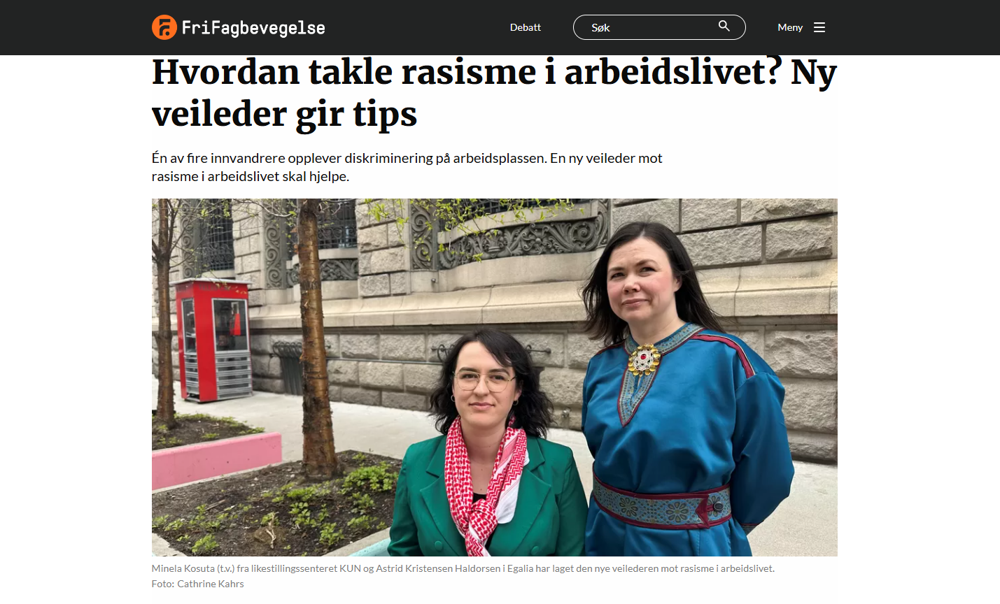 FriFagbevegelse
Debatt
Søk
Meny
Hvordan takle rasisme i arbeidslivet? Ny
veileder gir tips
Én av fire innvandrere opplever diskriminering på arbeidsplassen. En ny veileder mot
rasisme i arbeidslivet skal hjelpe.
Minela Kosuta (t.v.) fra likestillingssenteret KUN og Astrid Kristensen Haldorsen i Egalia har laget den nye veilederen mot rasisme i arbeidslivet.
Foto: Cathrine Kahrs